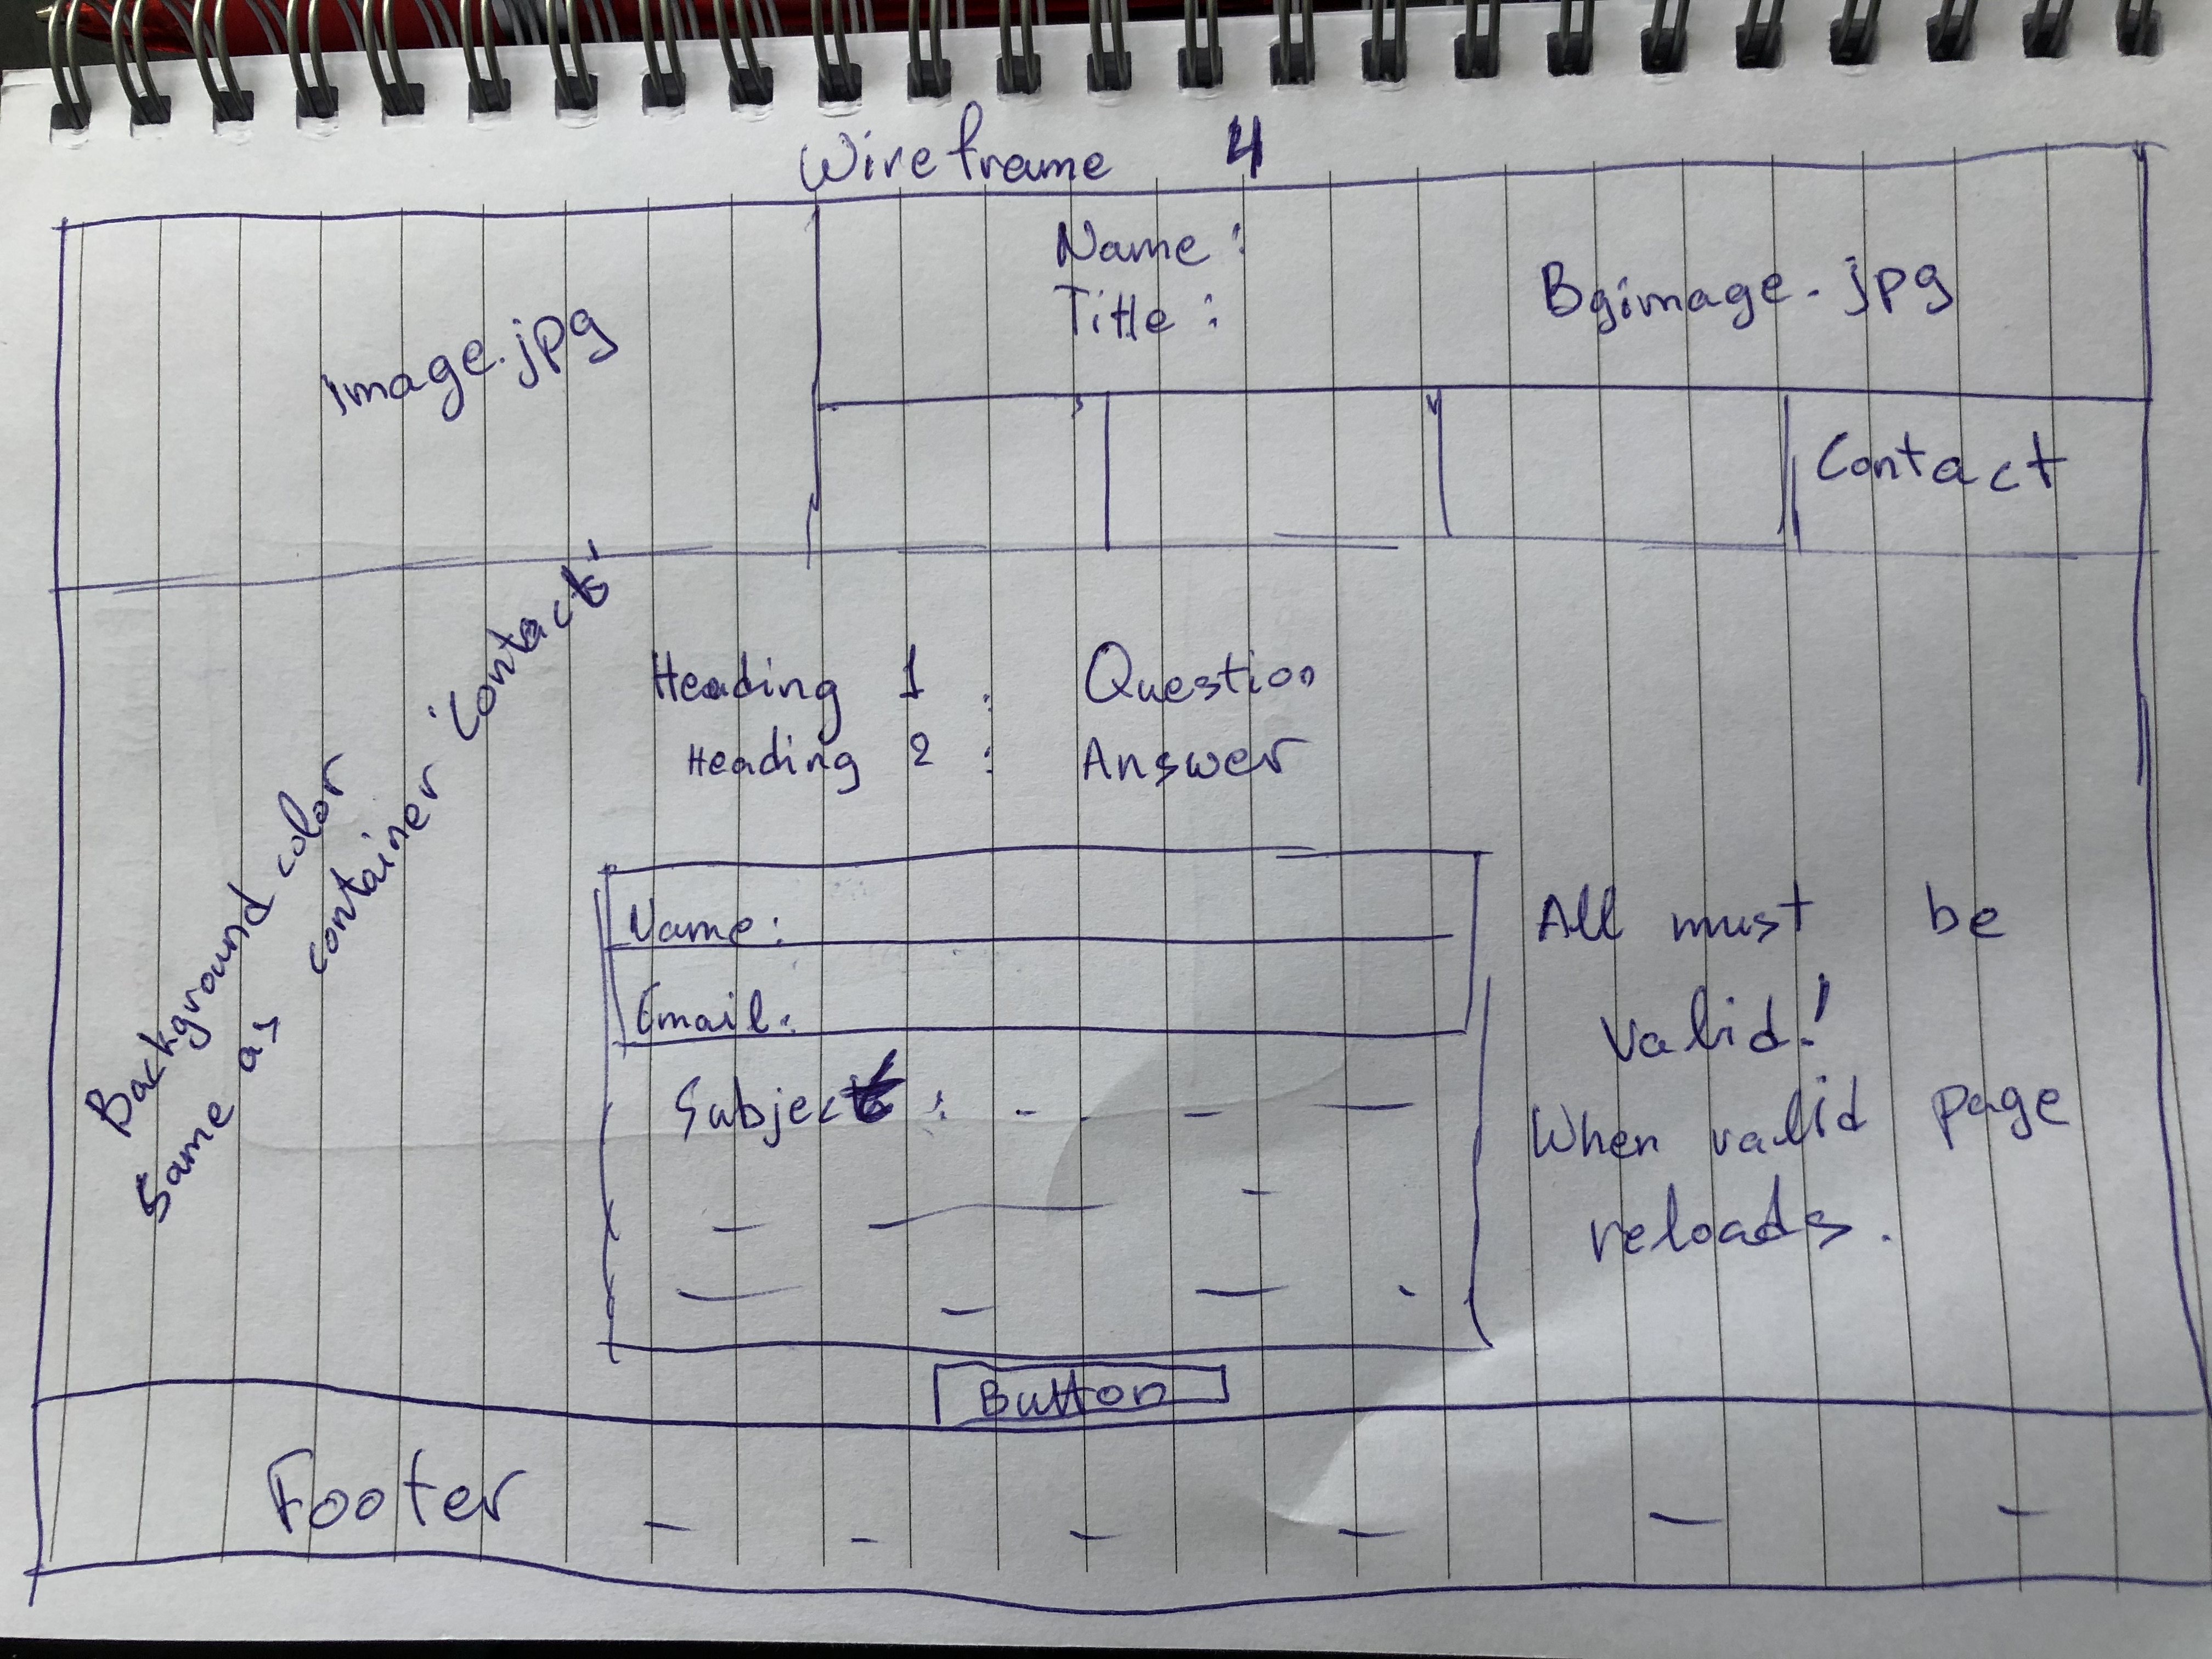 Wireframe 4
Image.jpg
Name:
Title:
Bgimage.jpg
Contact
Background color
same as container 'Contact'
Heading 1 : Question
Heading 2 : Answer
Name:
Email:
Subject:
All must be
valid!
When valid page
reloads.
Button
Footer